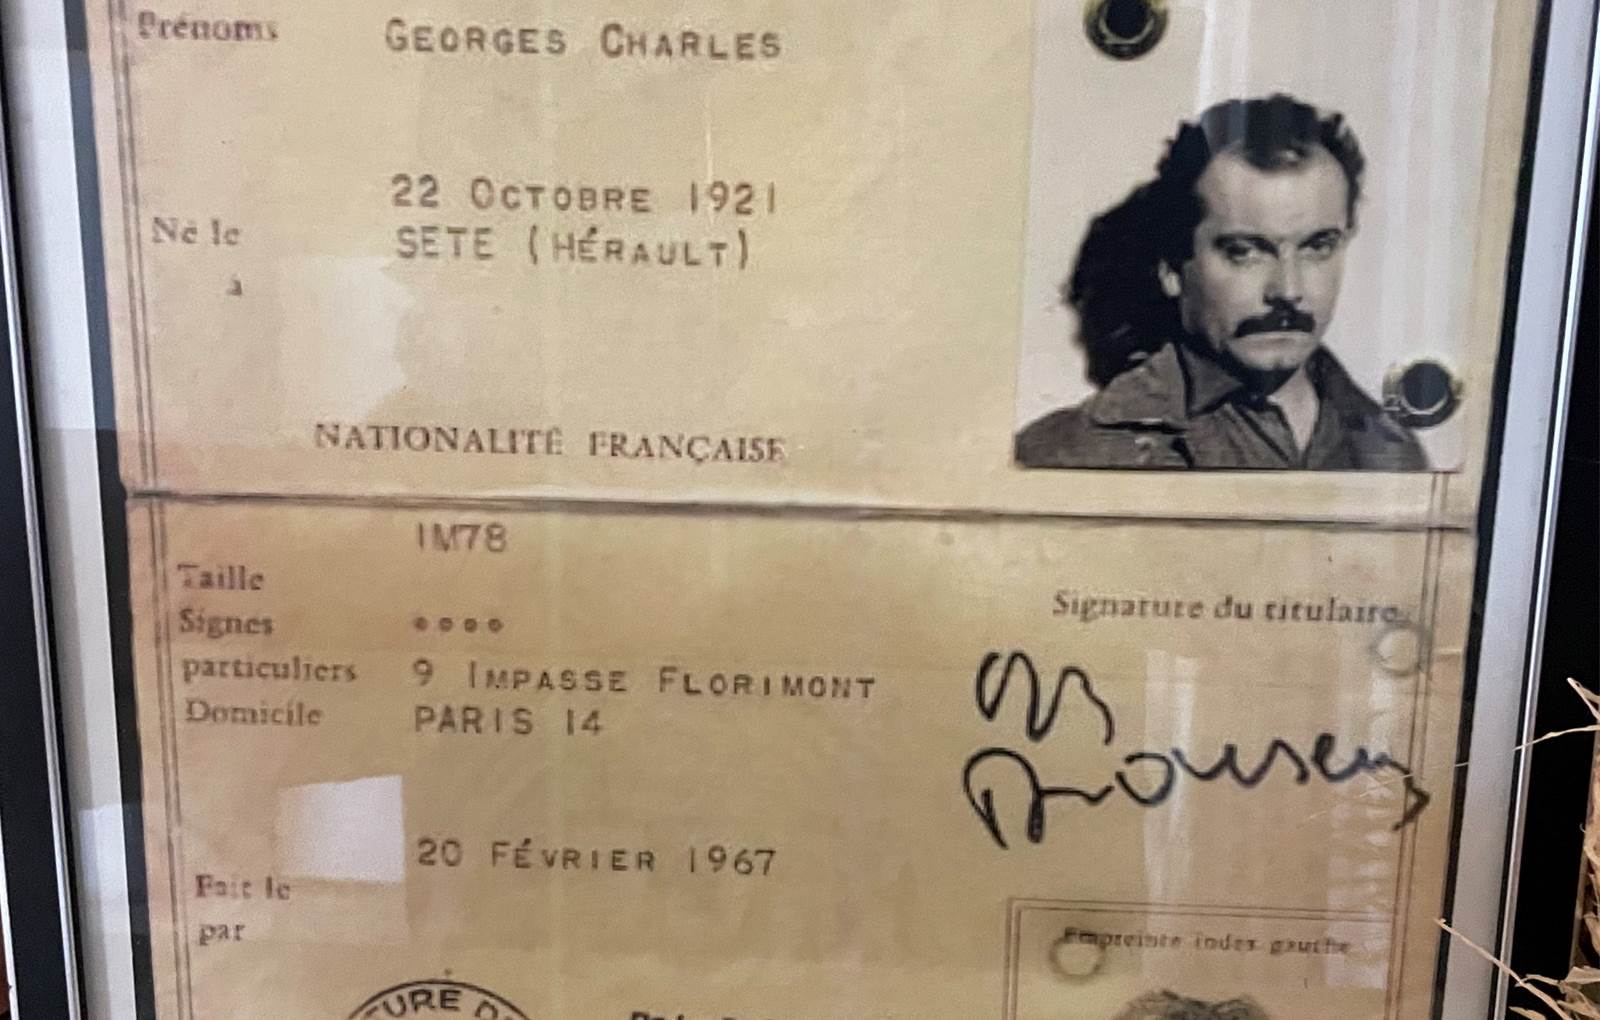 Prénoms GEORGES CHARLES
22 OCTOBRE 1921
Né le SETE (HÉRAULT)
à
NATIONALITÉ FRANÇAISE
1M78
Taille
Signes
particuliers 9 IMPASSE FLORIMONT
Domicile PARIS 14
Signature du titulaire
20 FÉVRIER 1967
Fait le
par
Empreinte index gauche